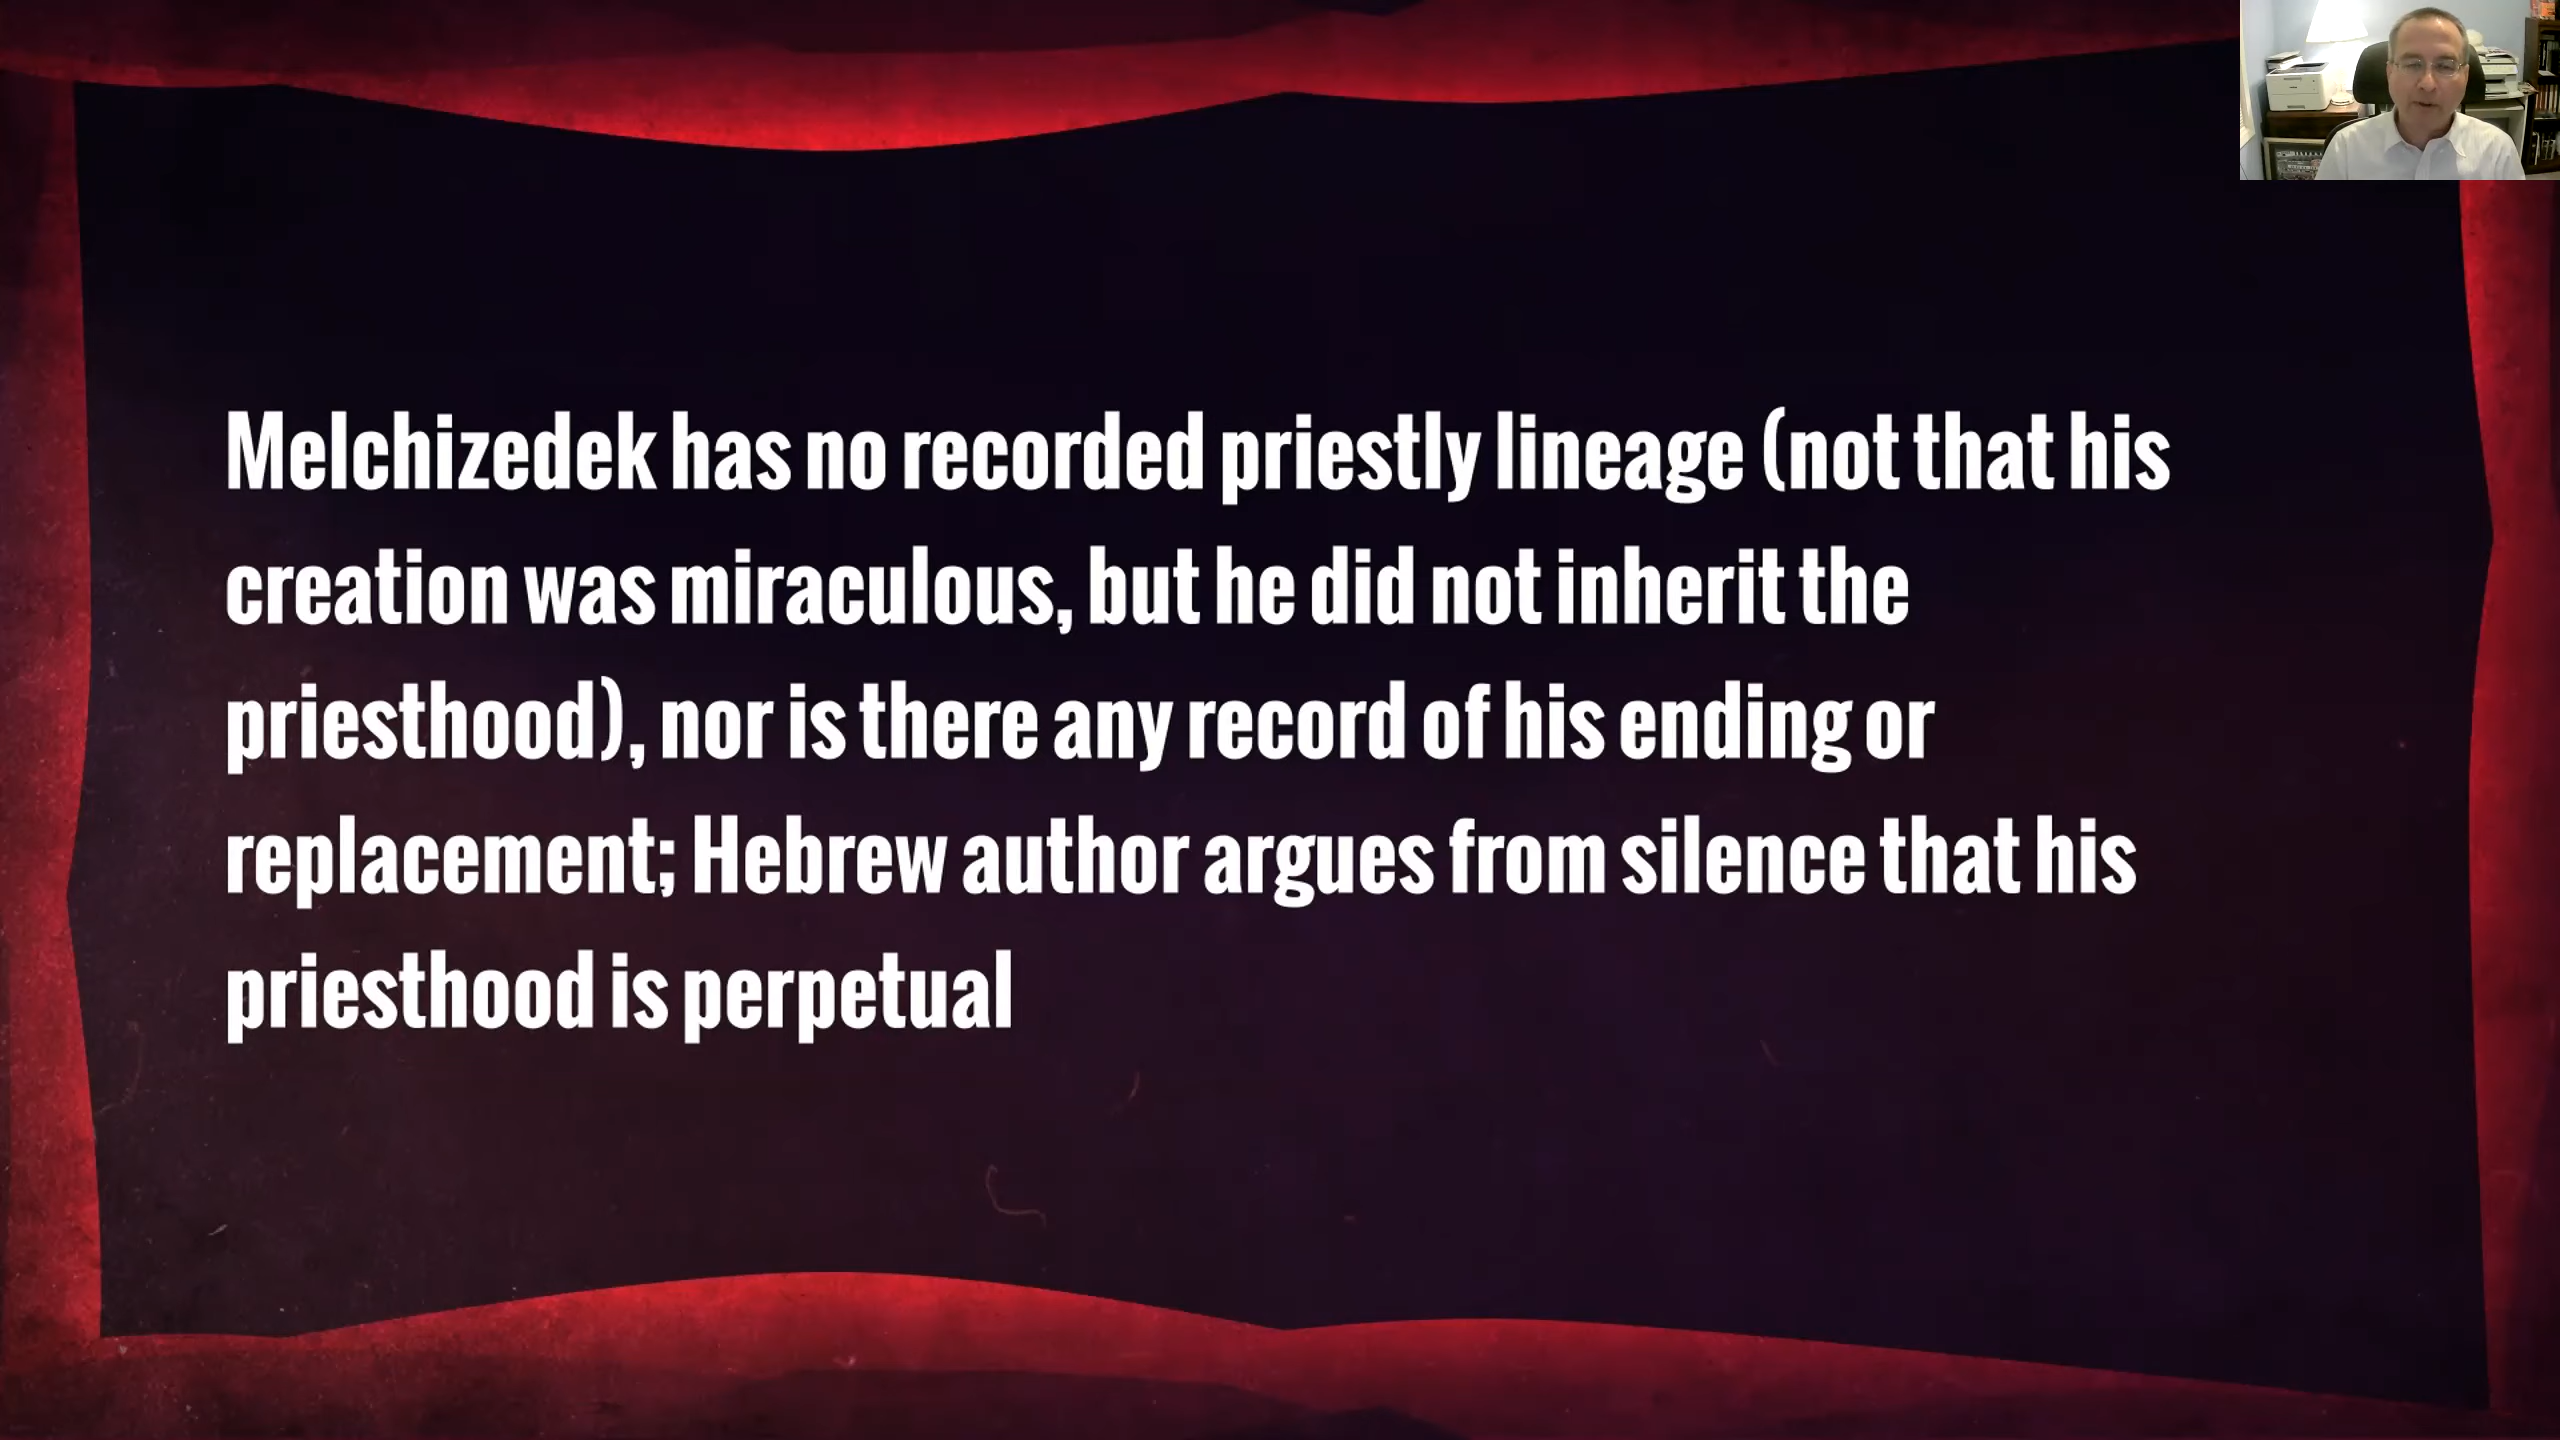 Melchizedek has no recorded priestly lineage (not that his
creation was miraculous, but he did not inherit the
priesthood), nor is there any record of his ending or
replacement; Hebrew author argues from silence that his
priesthood is perpetual